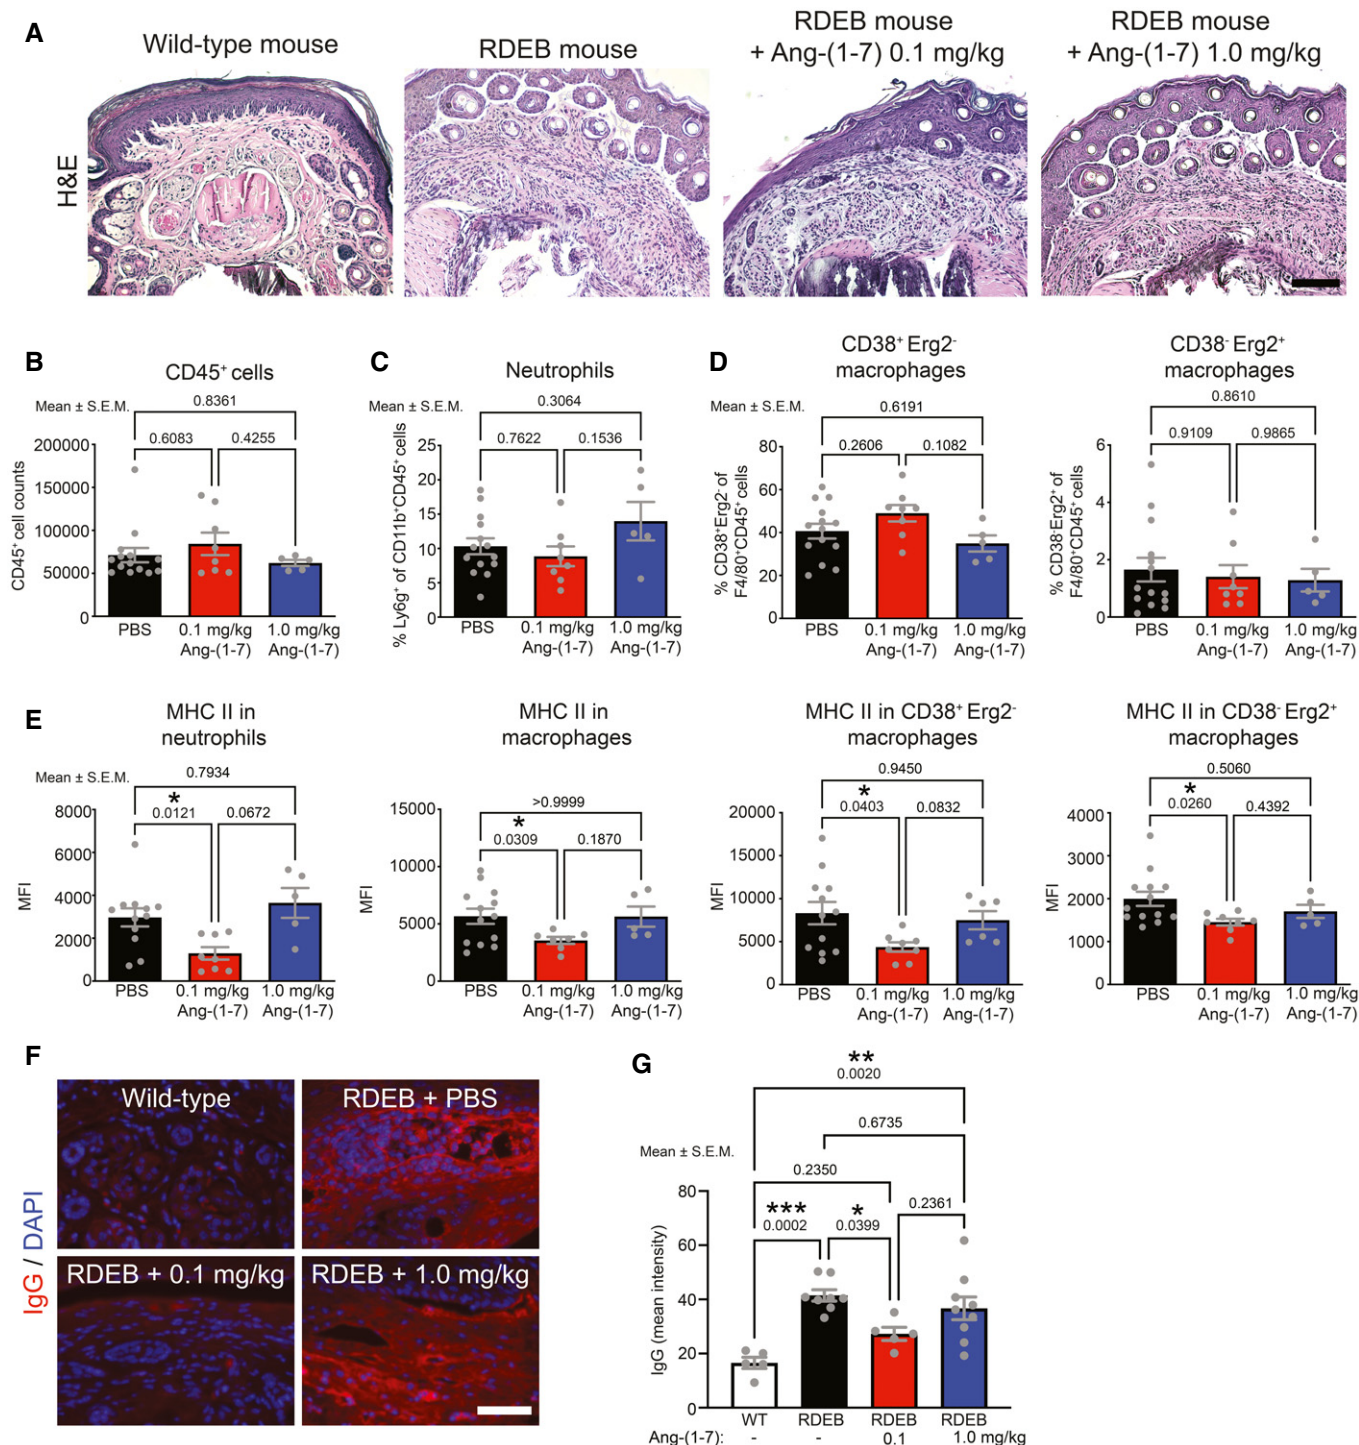 A
Wild-type mouse
RDEB mouse
RDEB mouse
+ Ang-(1-7) 0.1 mg/kg
RDEB mouse
+ Ang-(1-7) 1.0 mg/kg
H&E
B
CD45⁺ cells
Mean ± S.E.M.
0.8361
0.6083
0.4255
CD45⁺ cell counts
200000
150000
100000
50000
0
PBS
0.1 mg/kg
1.0 mg/kg
Ang-(1-7)
Ang-(1-7)
C
Neutrophils
Mean ± S.E.M.
0.3064
0.7622
0.1536
% Ly6g⁺ of CD11b⁺CD45⁺ cells
25
20
15
10
5
0
PBS
0.1 mg/kg
1.0 mg/kg
Ang-(1-7)
Ang-(1-7)
D
CD38⁺ Erg2⁻
macrophages
Mean ± S.E.M.
0.6191
0.2606
0.1082
% CD38⁺Erg2⁻ of
F4/80⁺CD45⁺ cells
80
60
40
20
0
PBS
0.1 mg/kg
1.0 mg/kg
Ang-(1-7)
Ang-(1-7)
CD38⁻ Erg2⁺
macrophages
0.8610
0.9109
0.9865
% CD38⁻Erg2⁺ of
F4/80⁺CD45⁺ cells
6
4
2
0
PBS
0.1 mg/kg
1.0 mg/kg
Ang-(1-7)
Ang-(1-7)
E
MHC II in
neutrophils
Mean ± S.E.M.
0.7934
*
0.0121
0.0672
MFI
8000
6000
4000
2000
0
PBS
0.1 mg/kg
1.0 mg/kg
Ang-(1-7)
Ang-(1-7)
MHC II in
macrophages
>0.9999
*
0.0309
0.1870
MFI
15000
10000
5000
0
PBS
0.1 mg/kg
1.0 mg/kg
Ang-(1-7)
Ang-(1-7)
MHC II in CD38⁺ Erg2⁻
macrophages
0.9450
*
0.0403
0.0832
MFI
20000
15000
10000
5000
0
PBS
0.1 mg/kg
1.0 mg/kg
Ang-(1-7)
Ang-(1-7)
MHC II in CD38⁻ Erg2⁺
macrophages
0.5060
*
0.0260
0.4392
MFI
4000
3000
2000
1000
0
PBS
0.1 mg/kg
1.0 mg/kg
Ang-(1-7)
Ang-(1-7)
F
IgG / DAPI
Wild-type
RDEB + PBS
RDEB + 0.1 mg/kg
RDEB + 1.0 mg/kg
G
**
0.0020
0.6735
Mean ± S.E.M.
0.2350
***
0.0002
*
0.0399
0.2361
IgG (mean intensity)
80
60
40
20
0
WT
RDEB
RDEB
RDEB
Ang-(1-7):
-
-
0.1
1.0 mg/kg